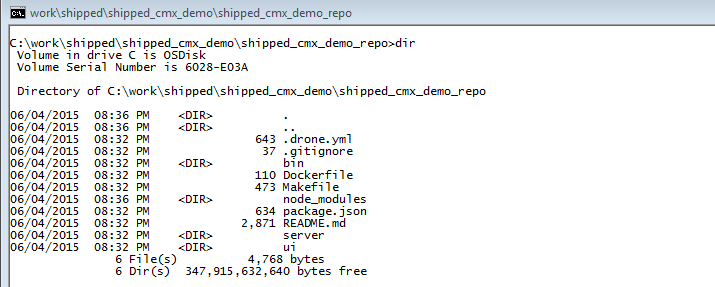 C:\. work\shipped\shipped_cmx_demo\shipped_cmx_demo_repo
C:\work\shipped\shipped_cmx_demo\shipped_cmx_demo_repo>dir
 Volume in drive C is OSDisk
 Volume Serial Number is 6028-E03A
 Directory of C:\work\shipped\shipped_cmx_demo\shipped_cmx_demo_repo
06/04/2015  08:36 PM    <DIR>          .
06/04/2015  08:36 PM    <DIR>          ..
06/04/2015  08:32 PM               643 .drone.yml
06/04/2015  08:32 PM                37 .gitignore
06/04/2015  08:32 PM    <DIR>          bin
06/04/2015  08:32 PM               110 Dockerfile
06/04/2015  08:32 PM               473 Makefile
06/04/2015  08:36 PM    <DIR>          node_modules
06/04/2015  08:32 PM               634 package.json
06/04/2015  08:32 PM             2,871 README.md
06/04/2015  08:32 PM    <DIR>          server
06/04/2015  08:32 PM    <DIR>          ui
               6 File(s)          4,768 bytes
               6 Dir(s)  347,915,632,640 bytes free